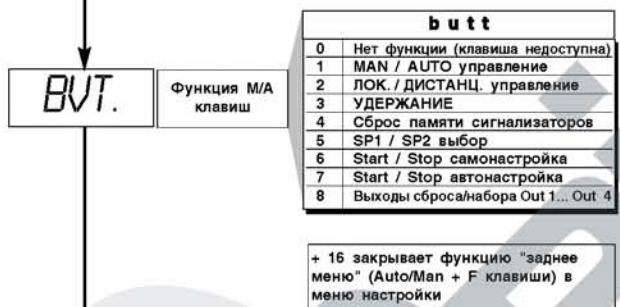 BUT.
Функция М/А
клавиш
butt
0 Нет функции (клавиша недоступна)
1 MAN / AUTO управление
2 ЛОК. / ДИСТАНЦ. управление
3 УДЕРЖАНИЕ
4 Сброс памяти сигнализаторов
5 SP1 / SP2 выбор
6 Start / Stop самонастройка
7 Start / Stop автонастройка
8 Выходы сброса/набора Out 1... Out 4
+ 16 закрывает функцию "заднее
меню" (Auto/Man + F клавиши) в
меню настройки